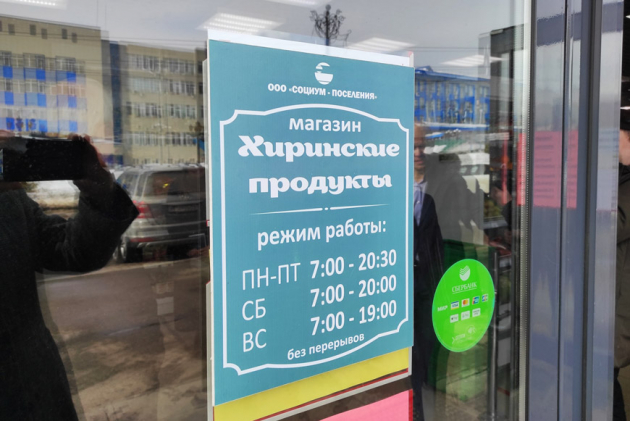 ООО «СОЦИУМ - ПОСЕЛЕНИЯ»
магазин
Хиринские
продукты
режим работы:
ПН-ПТ 7:00 - 20:30
СБ 7:00 - 20:00
ВС 7:00 - 19:00
без перерывов
СБЕРБАНК